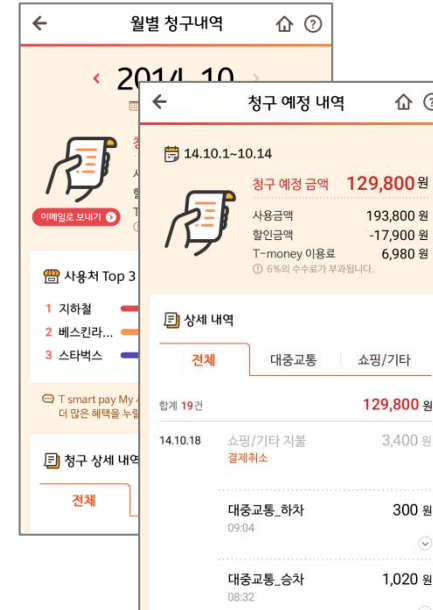 월별 청구내역
2014.10
이메일로 보내기
사용처 Top 3
1 지하철
2 베스킨라...
3 스타벅스
T smart pay My
더 많은 혜택을 누릴
청구 상세 내역
전체
청구 예정 내역
14.10.1~10.14
청구 예정 금액 129,800 원
사용금액 193,800 원
할인금액 -17,900 원
T-money 이용료 6,980 원
6%의 수수료가 부과됩니다.
상세 내역
전체 대중교통 쇼핑/기타
합계 19건 129,800 원
14.10.18 쇼핑/기타 지불 3,400 원
결제취소
대중교통_하차 300 원
09:04
대중교통_승차 1,020 원
08:32